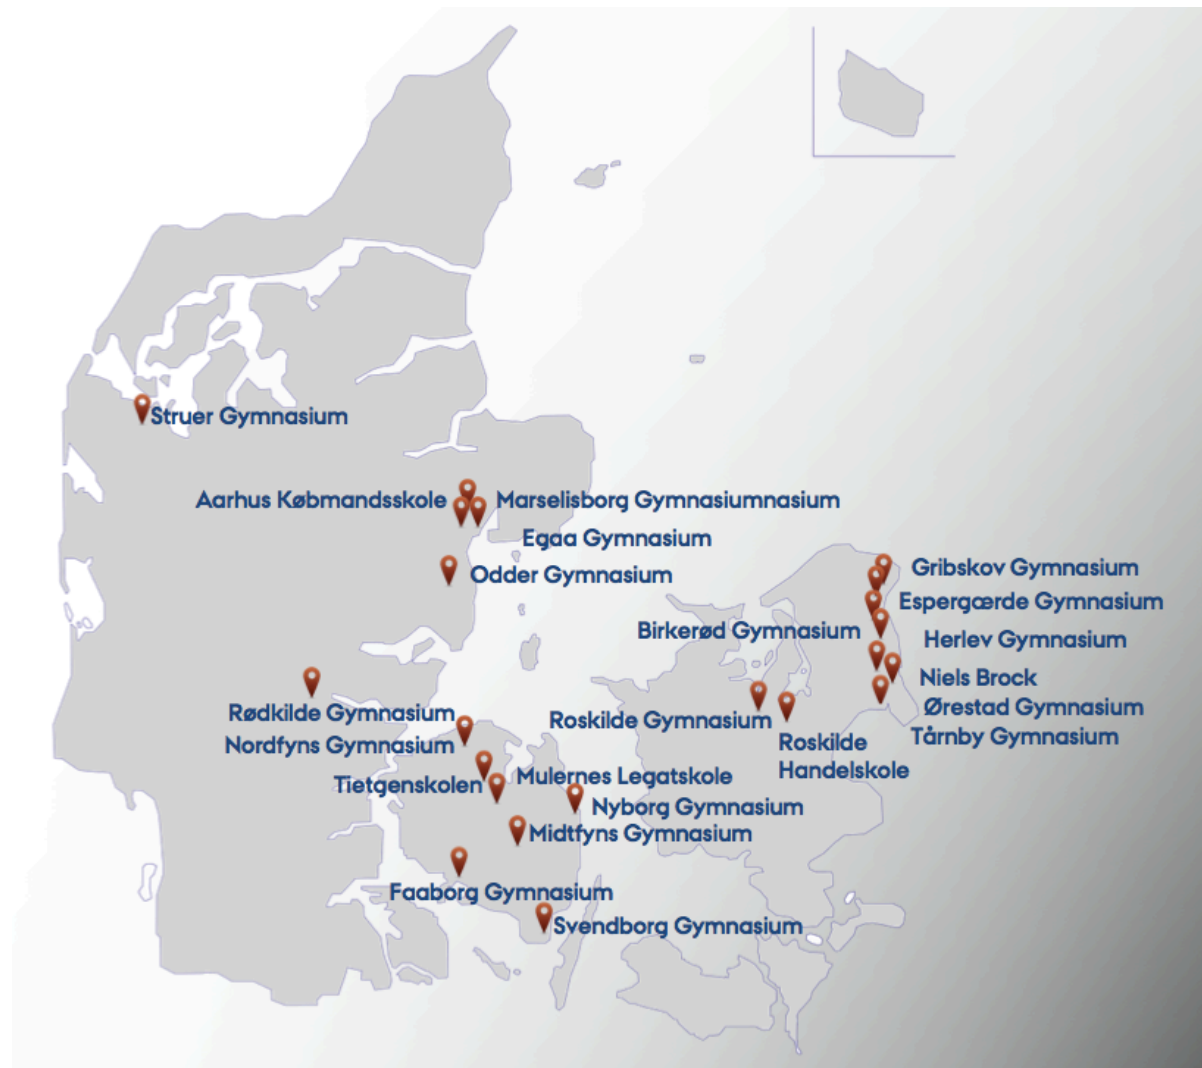 Struer Gymnasium
Aarhus Købmandsskole
Marselisborg Gymnasiumnasium
Egaa Gymnasium
Odder Gymnasium
Gribskov Gymnasium
Espergærde Gymnasium
Birkerød Gymnasium
Herlev Gymnasium
Niels Brock
Ørestad Gymnasium
Tårnby Gymnasium
Roskilde Gymnasium
Roskilde
Handelskole
Rødkilde Gymnasium
Nordfyns Gymnasium
Tietgenskolen
Mulernes Legatskole
Nyborg Gymnasium
Midtfyns Gymnasium
Faaborg Gymnasium
Svendborg Gymnasium